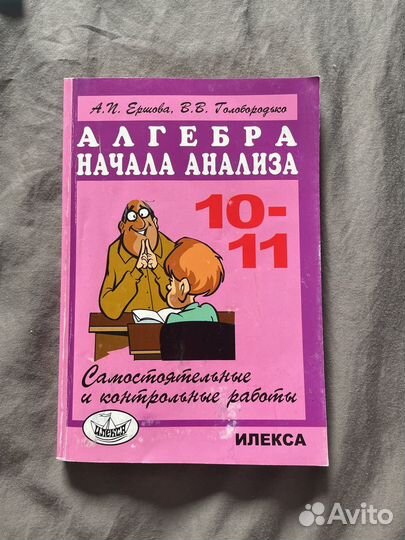 А.П. Ершова, В.В. Голобородько
АЛГЕБРА
НАЧАЛА АНАЛИЗА
10-
11
Самостоятельные
и контрольные работы
ИЛЕКСА
ИЛЕКСА
Avito